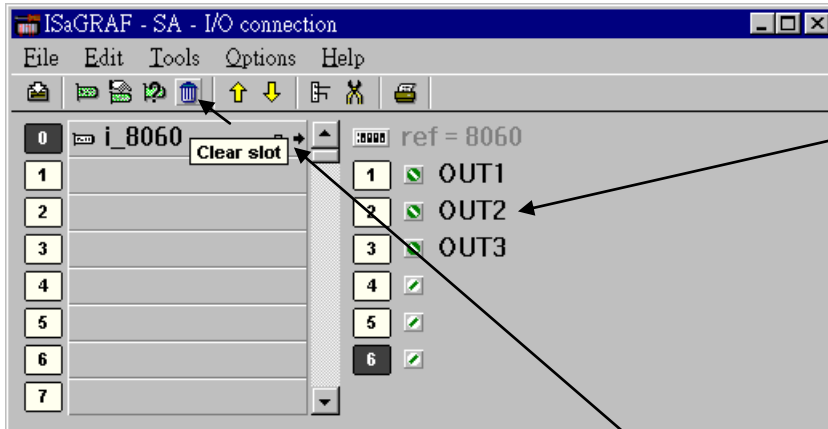 ISaGRAF - SA - I/O connection
File Edit Tools Options Help
0 i_8060 ref = 8060
Clear slot
1 1 OUT1
2 2 OUT2
3 3 OUT3
4 4
5 5
6 6
7